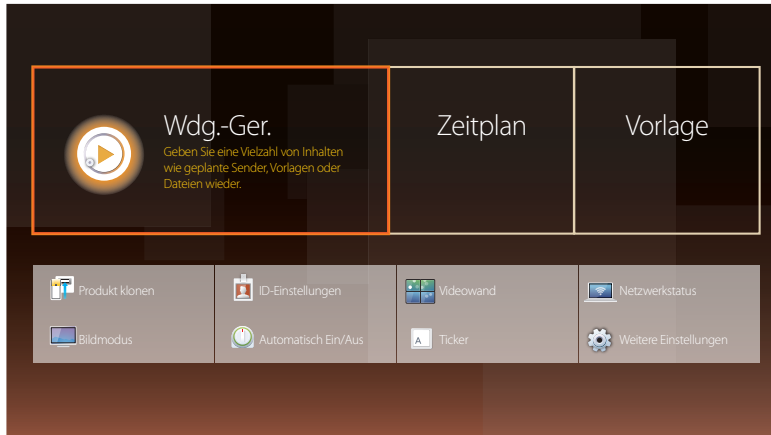 Wdg.-Ger.
Geben Sie eine Vielzahl von Inhalten
wie geplante Sender, Vorlagen oder
Dateien wieder.
Zeitplan
Vorlage
Produkt klonen
ID-Einstellungen
Videowand
Netzwerkstatus
Bildmodus
Automatisch Ein/Aus
A
Ticker
Weitere Einstellungen